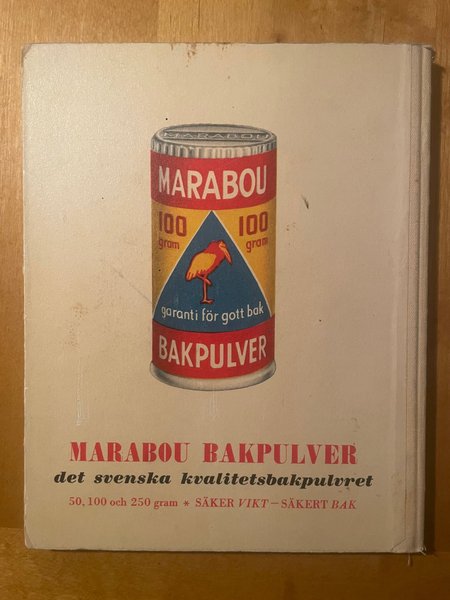 MARABOU
MARABOU
100 100
gram gram
garanti för gott bak
BAKPULVER
MARABOU BAKPULVER
det svenska kvalitetsbakpulvret
50, 100 och 250 gram * SÄKER VIKT – SÄKERT BAK